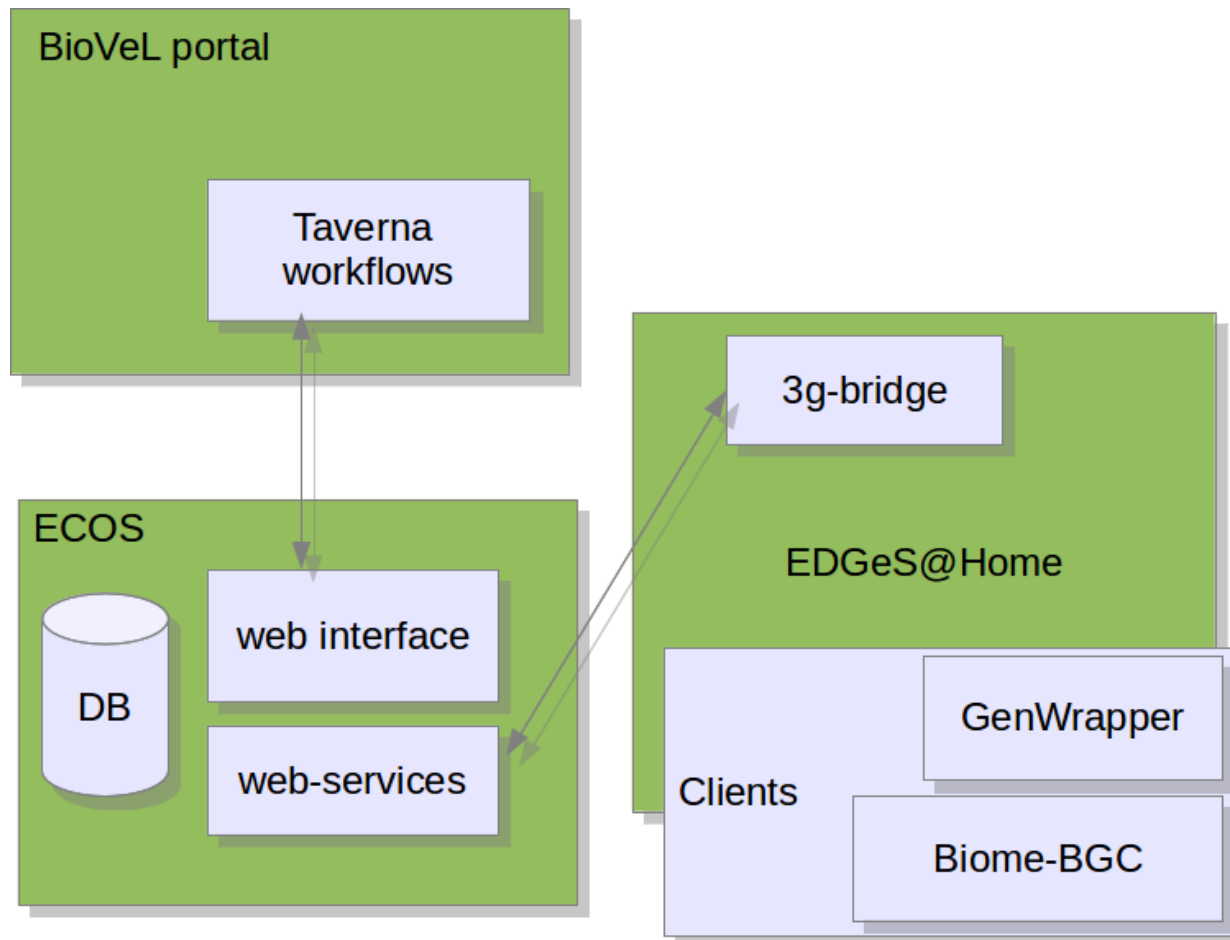 BioVeL portal
Taverna
workflows
3g-bridge
ECOS
EDGeS@Home
web interface
DB
GenWrapper
web-services
Clients
Biome-BGC